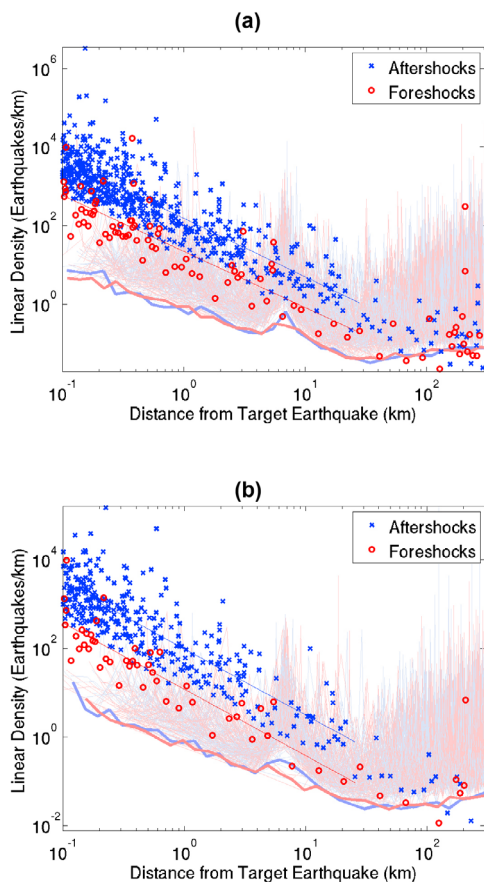 (a)
Linear Density (Earthquakes/km)
10^6
10^4
10^2
10^0
Aftershocks
Foreshocks
10^-1 10^0 10^1 10^2
Distance from Target Earthquake (km)
(b)
Linear Density (Earthquakes/km)
10^4
10^2
10^0
10^-2
Aftershocks
Foreshocks
10^-1 10^0 10^1 10^2
Distance from Target Earthquake (km)